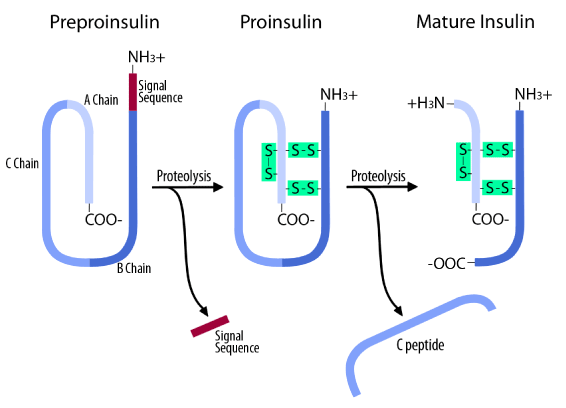 Preproinsulin
Proinsulin
Mature Insulin
NH3+
Signal
Sequence
A Chain
C Chain
COO-
B Chain
Proteolysis
Signal
Sequence
NH3+
S
S
S-S
S-S
COO-
Proteolysis
C peptide
+H3N
NH3+
S
S
S-S
S-S
COO-
-OOC